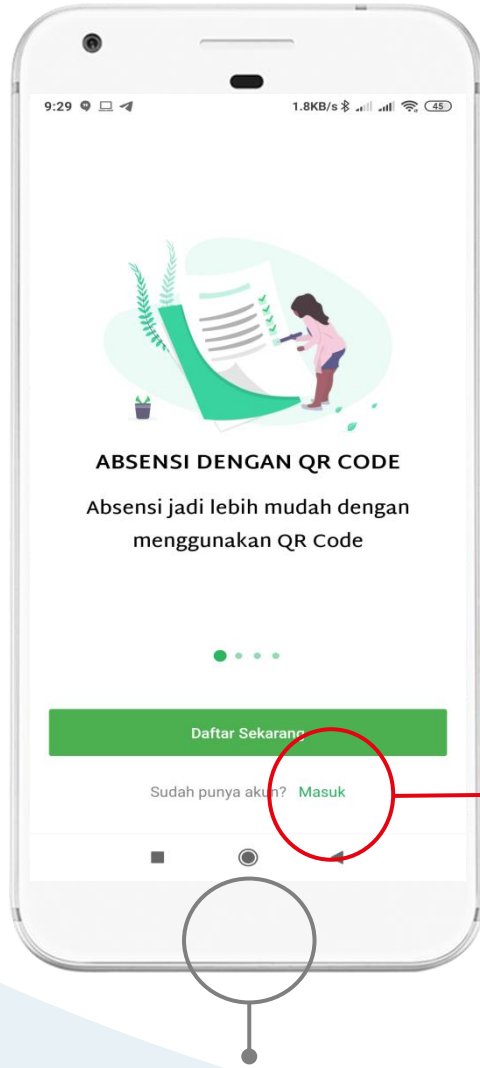 9:29 1.8KB/s 45
ABSENSI DENGAN QR CODE
Absensi jadi lebih mudah dengan
menggunakan QR Code
Daftar Sekarang
Sudah punya akun? Masuk